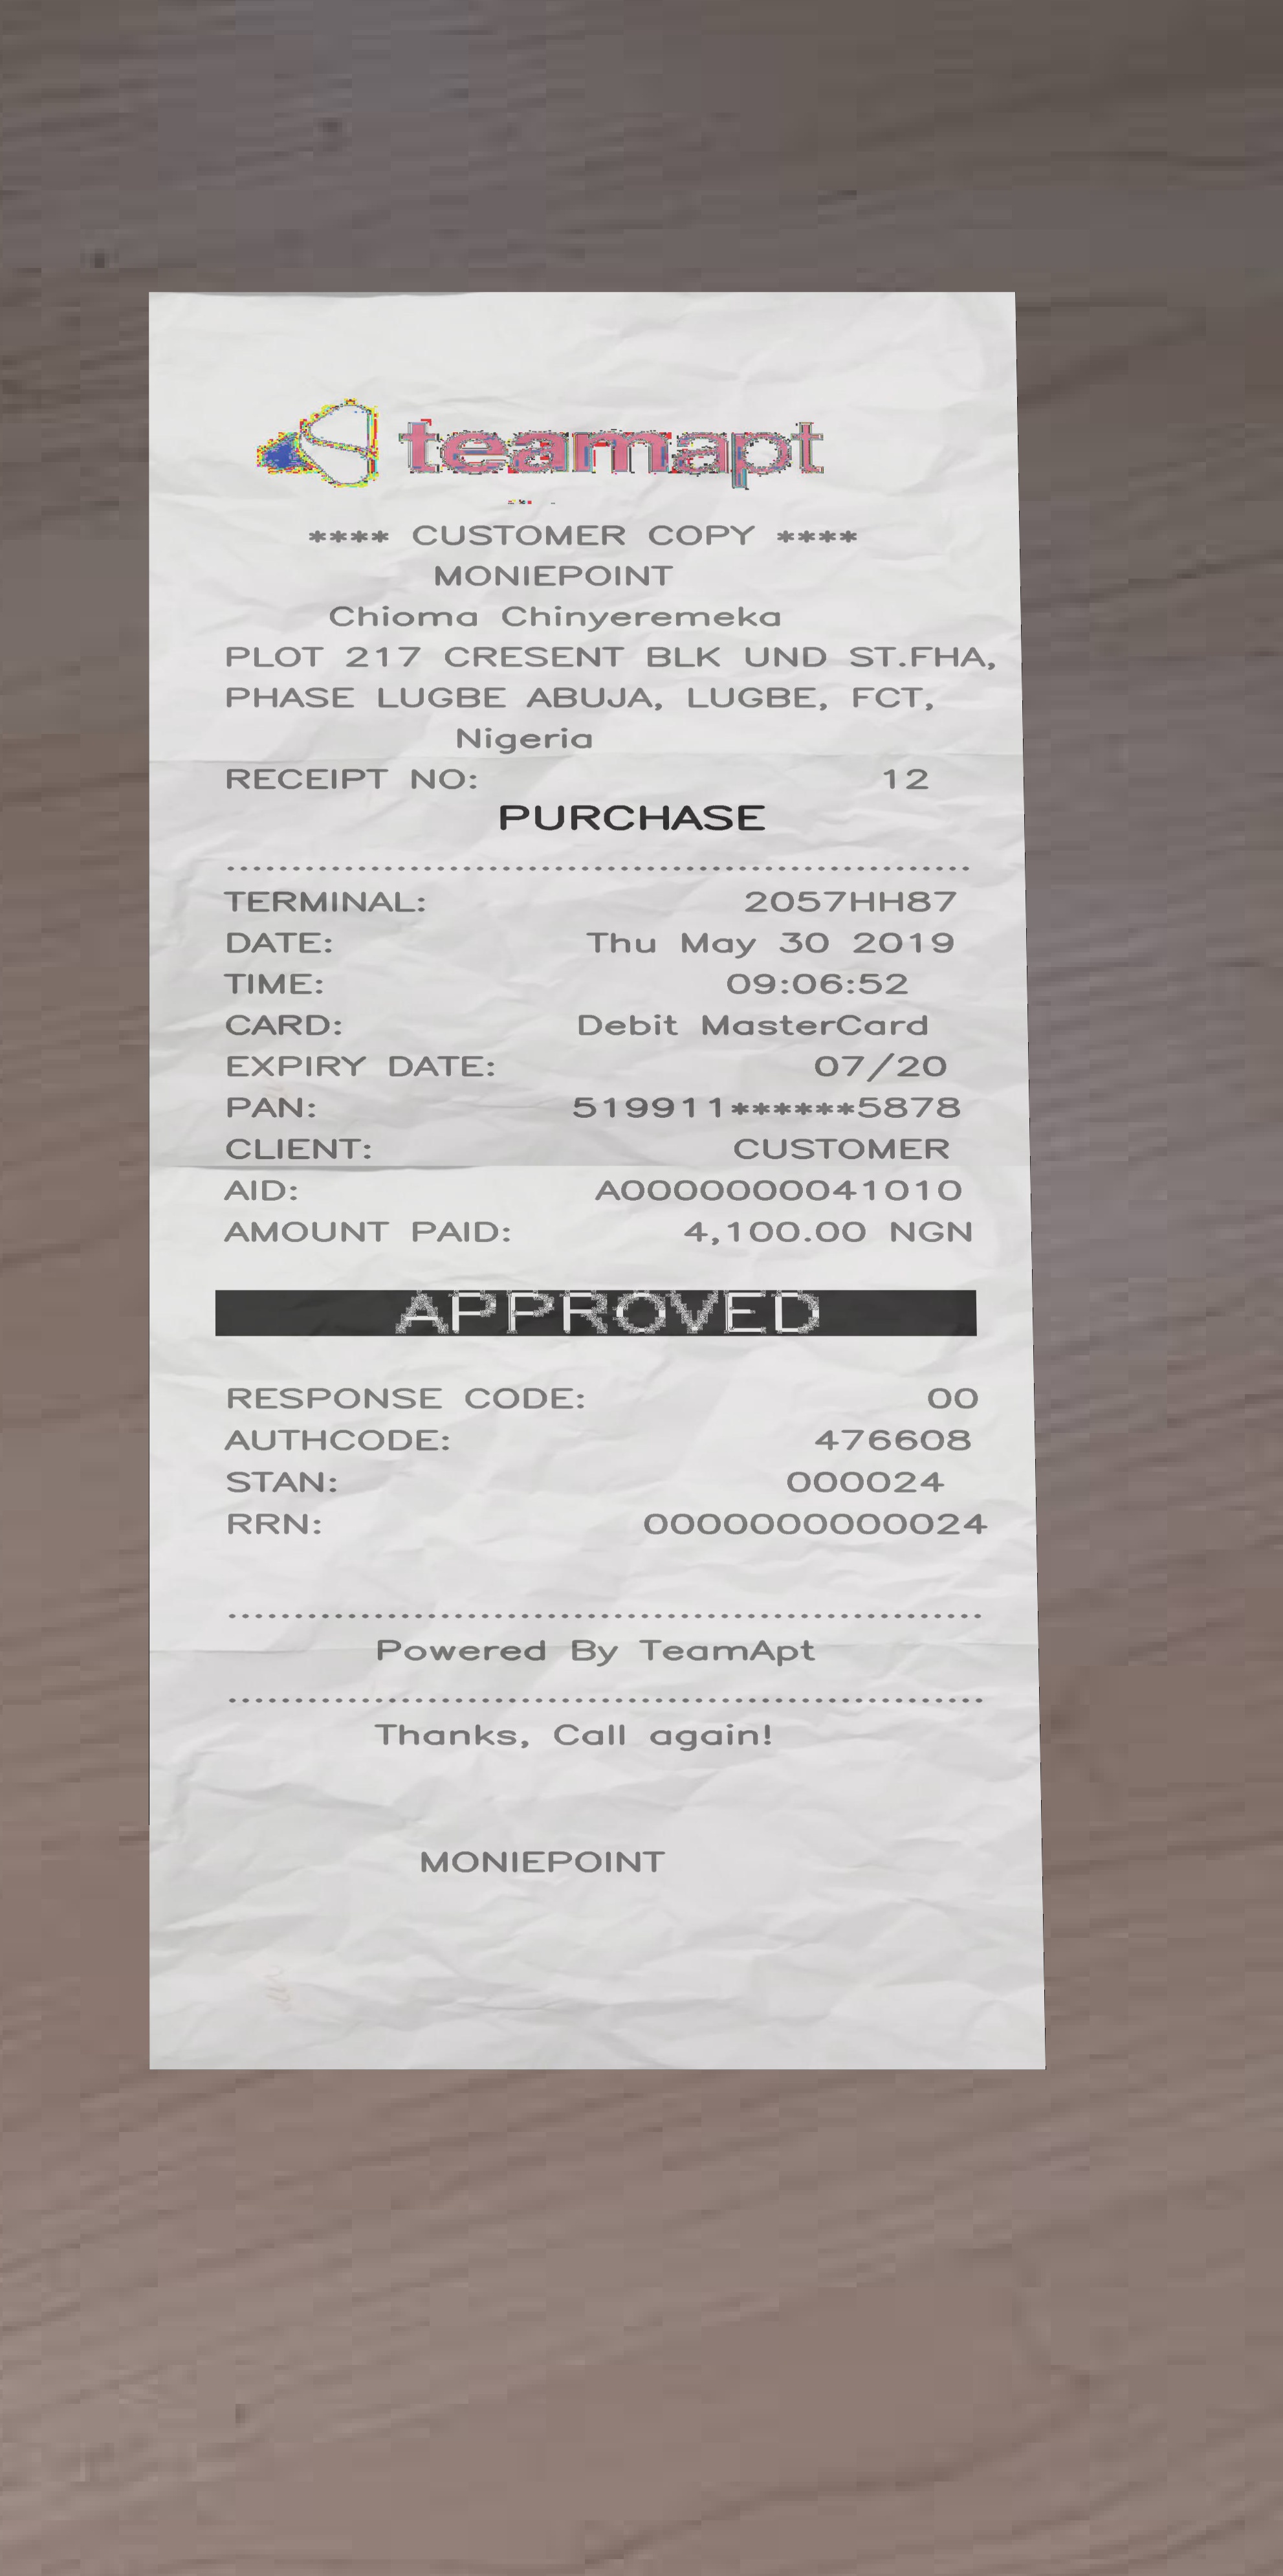 teamapt
**** CUSTOMER COPY ****
MONIEPOINT
Chioma Chinyeremeka
PLOT 217 CRESENT BLK UND ST.FHA,
PHASE LUGBE ABUJA, LUGBE, FCT,
Nigeria
RECEIPT NO: 12
PURCHASE
.........................................................
TERMINAL: 2057HH87
DATE: Thu May 30 2019
TIME: 09:06:52
CARD: Debit MasterCard
EXPIRY DATE: 07/20
PAN: 519911******5878
CLIENT: CUSTOMER
AID: A0000000041010
AMOUNT PAID: 4,100.00 NGN
APPROVED
RESPONSE CODE: 00
AUTHCODE: 476608
STAN: 000024
RRN: 0000000000024
.........................................................
Powered By TeamApt
.........................................................
Thanks, Call again!
MONIEPOINT